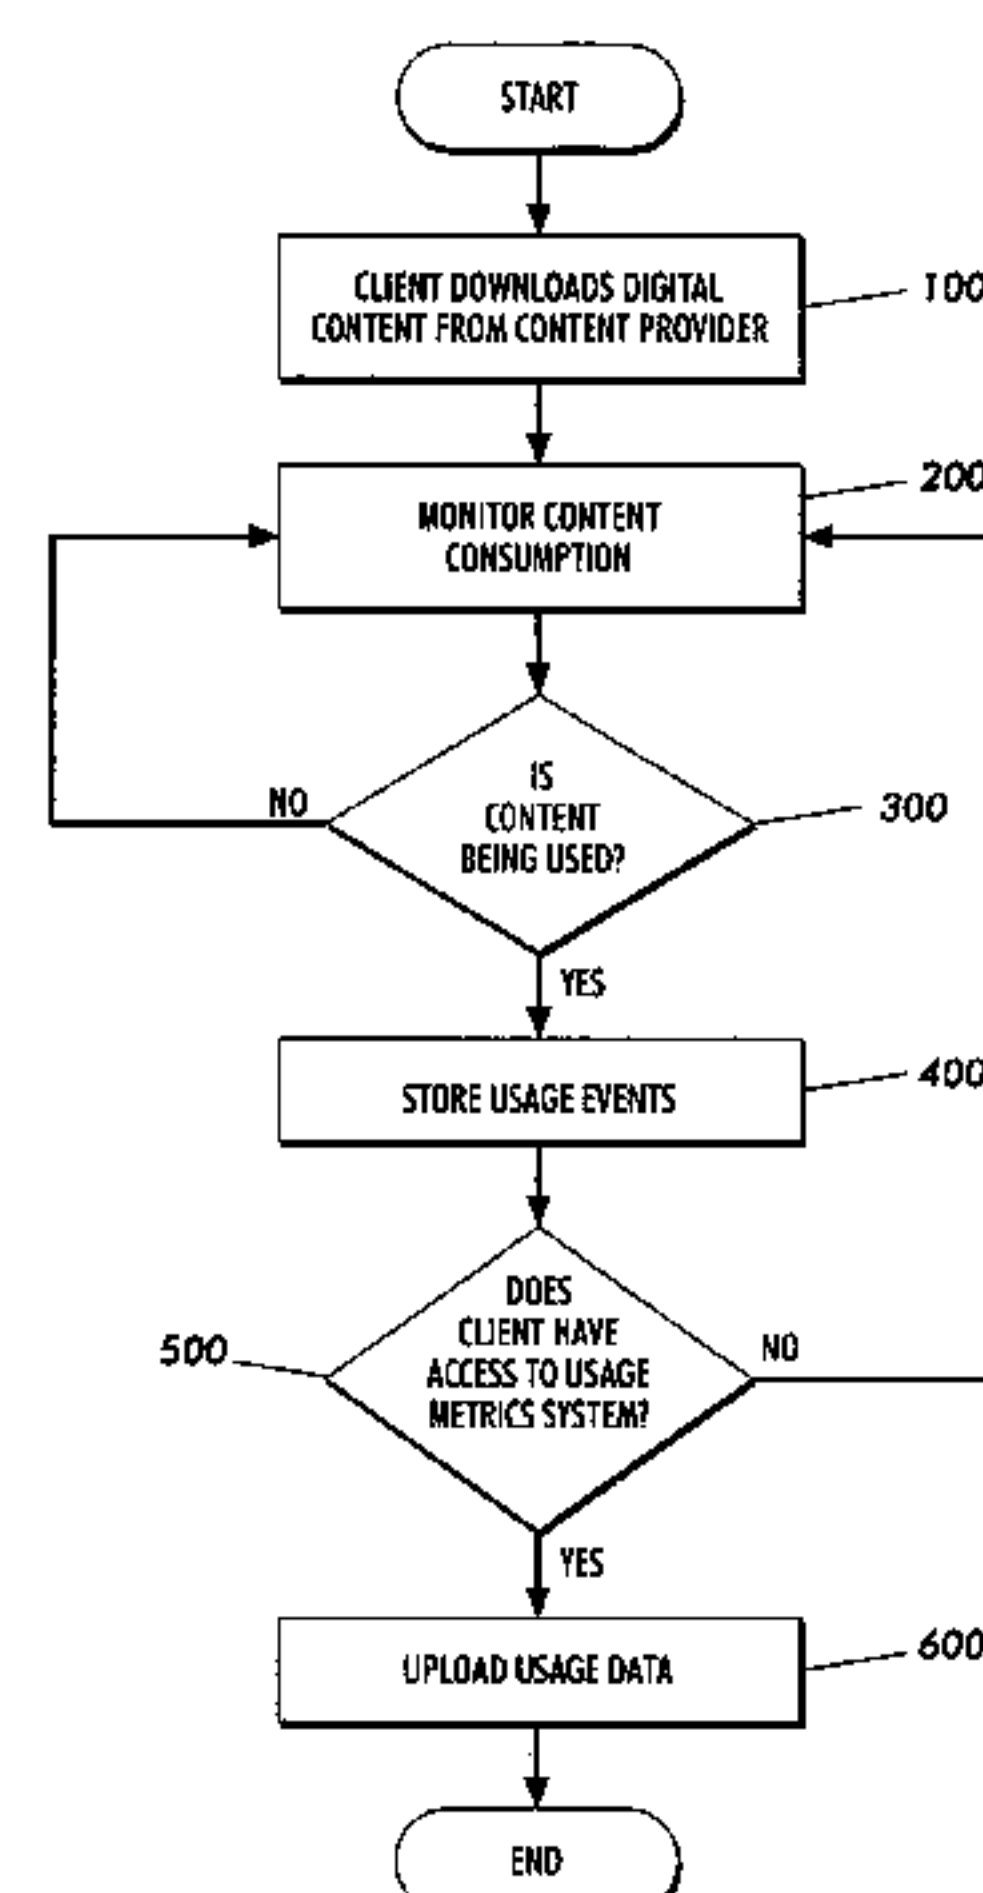 START
CLIENT DOWNLOADS DIGITAL
CONTENT FROM CONTENT PROVIDER
100
MONITOR CONTENT
CONSUMPTION
200
IS
CONTENT
BEING USED?
300
NO
YES
STORE USAGE EVENTS
400
DOES
CLIENT HAVE
ACCESS TO USAGE
METRICS SYSTEM?
500
NO
YES
UPLOAD USAGE DATA
600
END